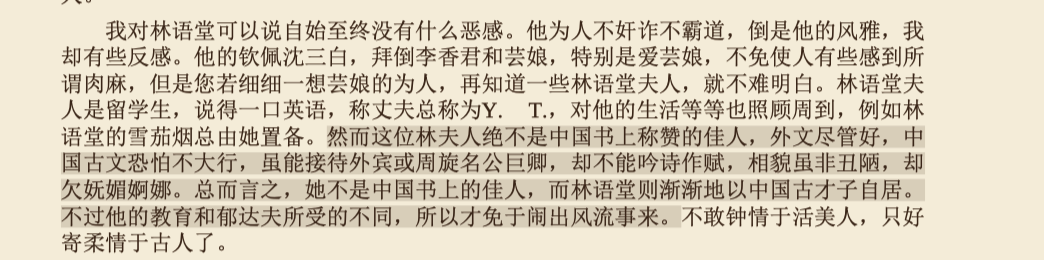 我对林语堂可以说自始至终没有什么恶感。他为人不奸诈不霸道，倒是他的风雅，我
却有些反感。他的钦佩沈三白，拜倒李香君和芸娘，特别是爱芸娘，不免使人有些感到所
谓肉麻，但是您若细细一想芸娘的为人，再知道一些林语堂夫人，就不难明白。林语堂夫
人是留学生，说得一口英语，称丈夫总称为Y. T.，对他的生活等等也照顾周到，例如林
语堂的雪茄烟总由她置备。然而这位林夫人绝不是中国书上称赞的佳人，外文尽管好，中
国古文恐怕不大行，虽能接待外宾或周旋名公巨卿，却不能吟诗作赋，相貌虽非丑陋，却
欠妩媚婀娜。总而言之，她不是中国书上的佳人，而林语堂则渐渐地以中国古才子自居。
不过他的教育和郁达夫所受的不同，所以才免于闹出风流事来。不敢钟情于活美人，只好
寄柔情于古人了。